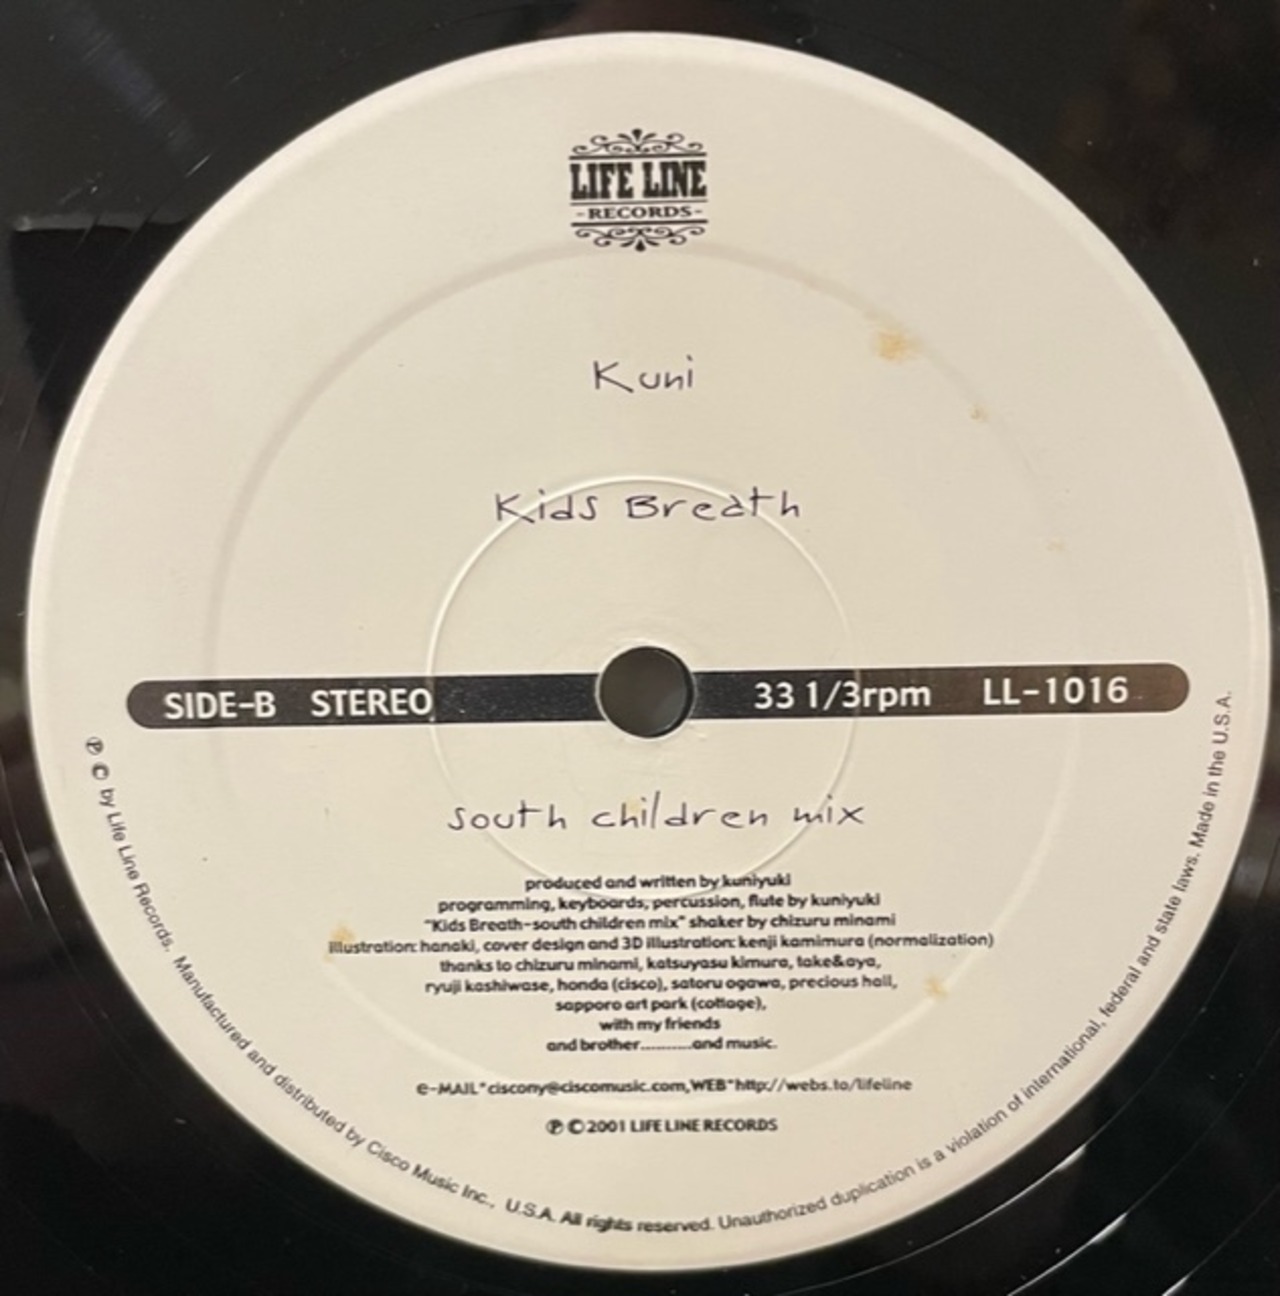 LIFE LINE
-RECORDS-
Kuni
Kids Breath
SIDE-B STEREO 33 1/3rpm LL-1016
south children mix
produced and written by kuniyuki
programming, keyboards, percussion, flute by kuniyuki
"Kids Breath-south children mix" shaker by chizuru minami
illustration: hanaki, cover design and 3D illustration: kenji kamimura (normalization)
thanks to chizuru minami, katsuyasu kimura, take&aya,
ryuji kashiwase, honda (cisco), satoru ogawa, precious hall,
sapporo art park (cottage),
with my friends
and brother..........and music.
e-MAIL*ciscony@ciscomusic.com, WEB*http://webs.to/lifeline
℗ © 2001 LIFE LINE RECORDS
℗ © by Life Line Records. Manufactured and distributed by Cisco Music Inc., U.S.A. All rights reserved. Unauthorized duplication is a violation of international, federal and state laws. Made in the U.S.A.